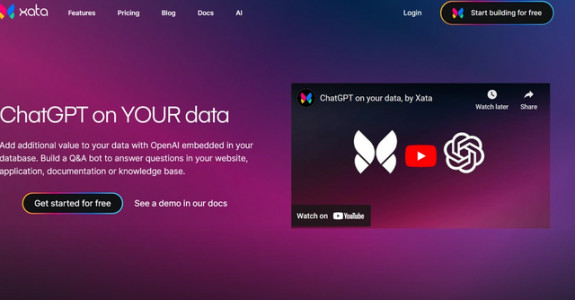 xata
Features
Pricing
Blog
Docs
AI
Login
Start building for free
ChatGPT on YOUR data
Add additional value to your data with OpenAI embedded in your
database. Build a Q&A bot to answer questions in your website,
application, documentation or knowledge base.
Get started for free
See a demo in our docs
ChatGPT on your data, by Xata
Watch later
Share
Watch on YouTube